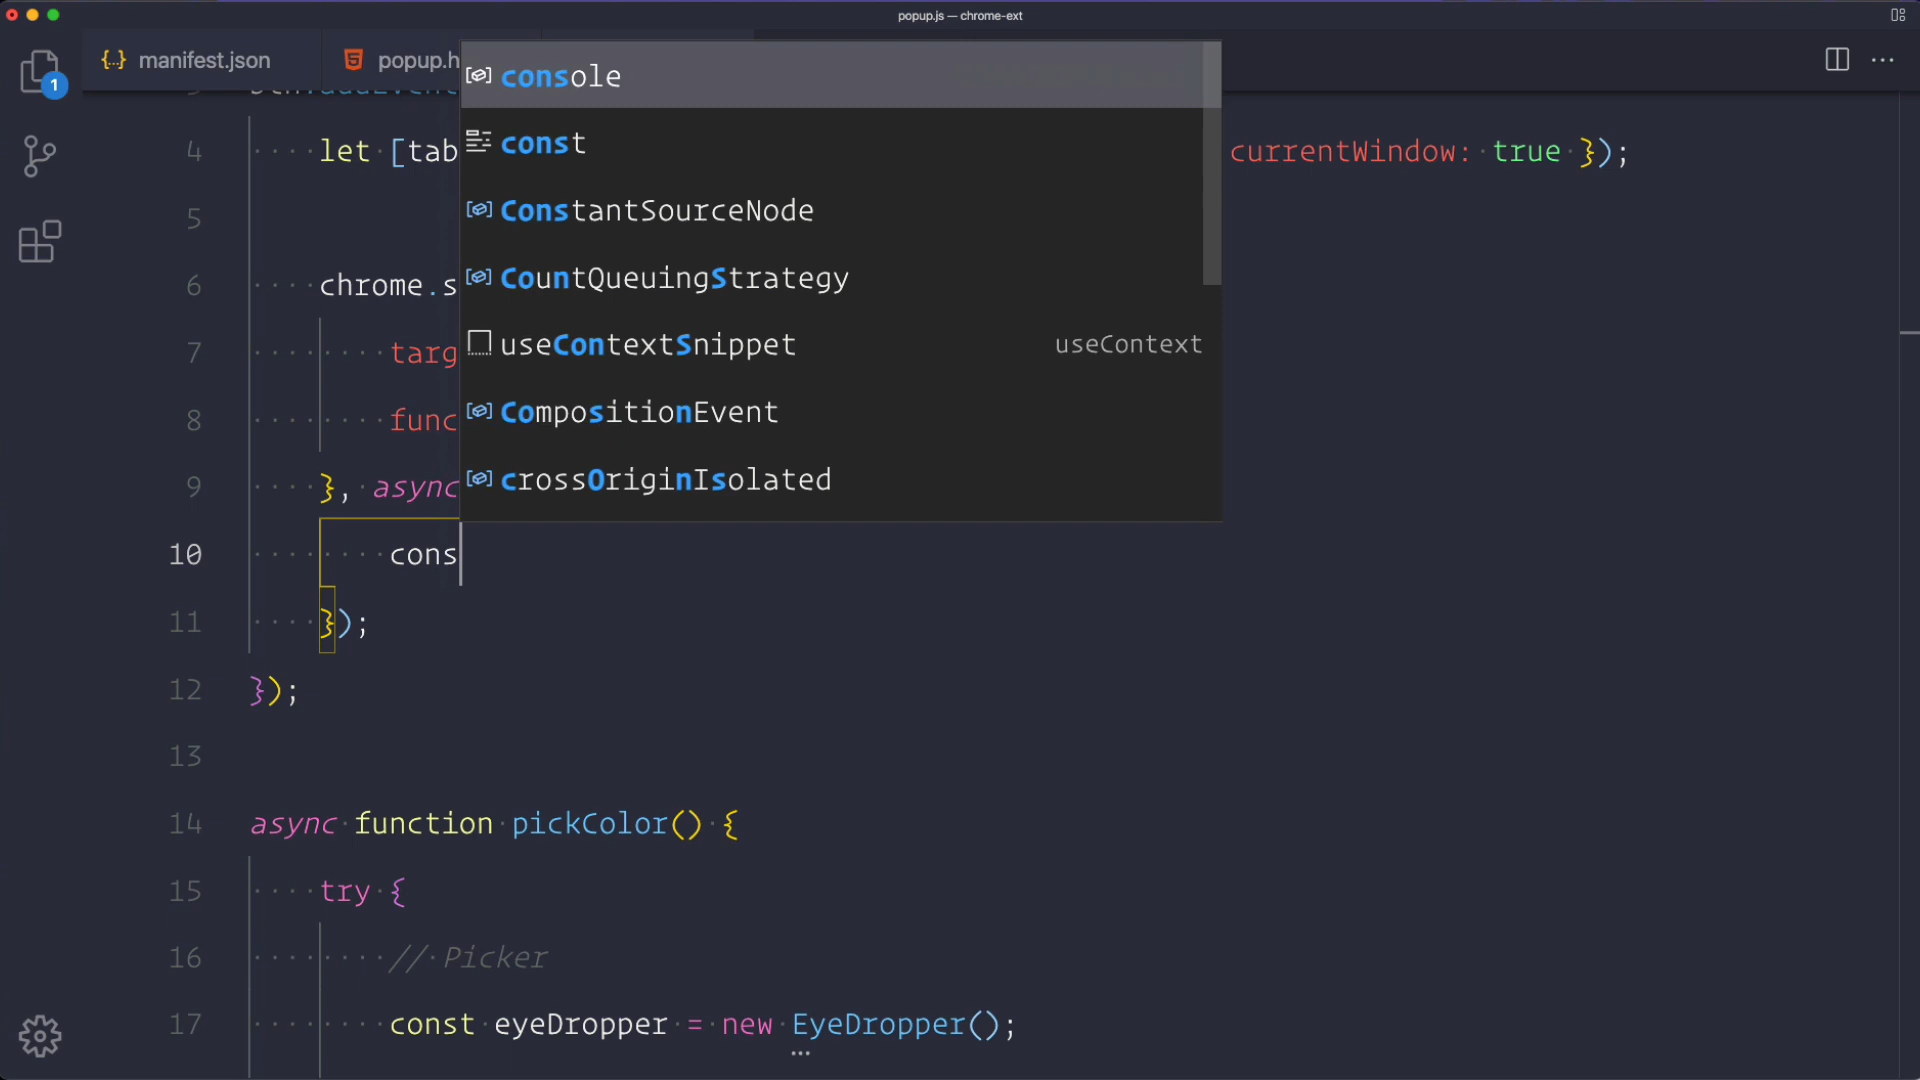 popup.js — chrome-ext
{..} manifest.json
popup.h
4 let [tab currentWindow: true });
5
6 chrome.s
7 targ
8 func
9 }, async
10 cons
11 });
12 });
13
14 async function pickColor() {
15 try {
16 // Picker
17 const eyeDropper = new EyeDropper();
console
const
ConstantSourceNode
CountQueuingStrategy
useContextSnippet useContext
CompositionEvent
crossOriginIsolated
1